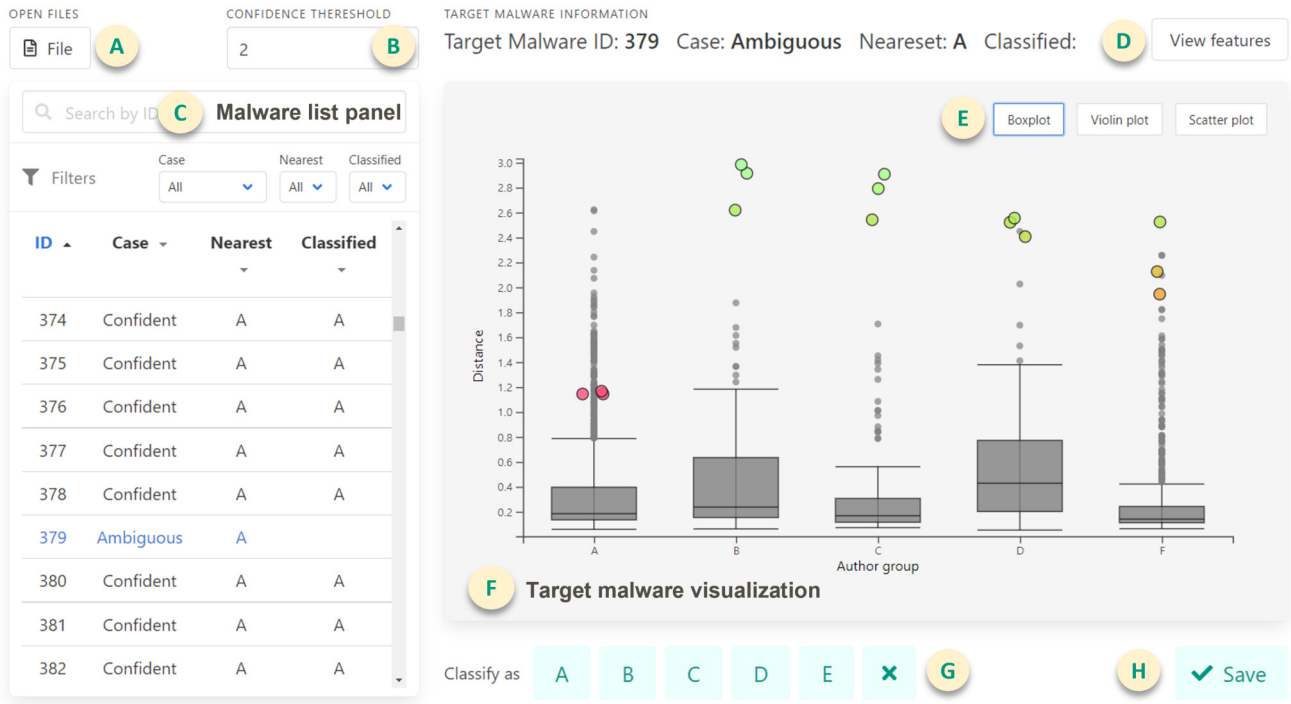 OPEN FILES
File
A
CONFIDENCE THERESHOLD
2
B
TARGET MALWARE INFORMATION
Target Malware ID: 379 Case: Ambiguous Neareset: A Classified:
D
View features
Search by ID
C
Malware list panel
Filters
Case
All
Nearest
All
Classified
All
ID Case Nearest Classified
374 Confident A A
375 Confident A A
376 Confident A A
377 Confident A A
378 Confident A A
379 Ambiguous A
380 Confident A A
381 Confident A A
382 Confident A A
E
Boxplot
Violin plot
Scatter plot
Distance
3.0
2.8
2.6
2.4
2.2
2.0
1.8
1.6
1.4
1.2
1.0
0.8
0.6
0.4
0.2
A B C D F
Author group
F
Target malware visualization
Classify as A B C D E
G
H
Save